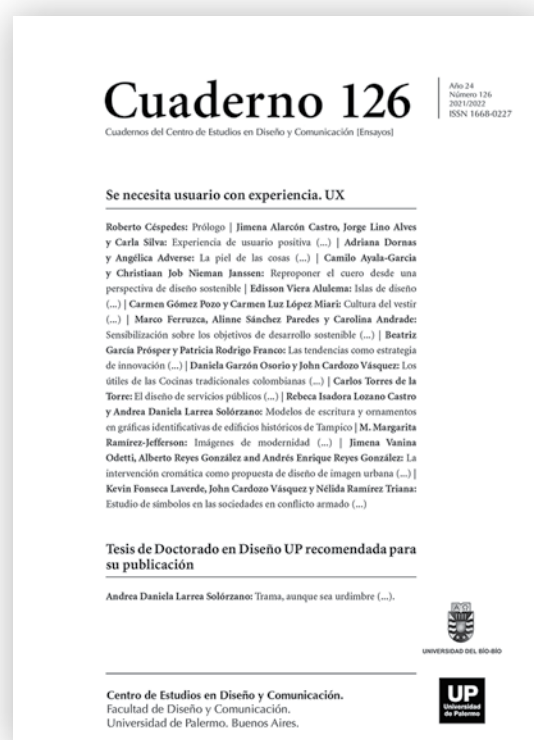 Cuaderno 126
Año 24
Número 126
2021/2022
ISSN 1668-0227
Cuadernos del Centro de Estudios en Diseño y Comunicación [Ensayos]
Se necesita usuario con experiencia. UX
Roberto Céspedes: Prólogo | Jimena Alarcón Castro, Jorge Lino Alves
y Carla Silva: Experiencia de usuario positiva (...) | Adriana Dornas
y Angélica Adverse: La piel de las cosas (...) | Camilo Ayala-Garcia
y Christiaan Job Nieman Janssen: Reproponer el cuero desde una
perspectiva de diseño sostenible | Edisson Viera Alulema: Islas de diseño
(...) | Carmen Gómez Pozo y Carmen Luz López Miari: Cultura del vestir
(...) | Marco Ferruzca, Alinne Sánchez Paredes y Carolina Andrade:
Sensibilización sobre los objetivos de desarrollo sostenible (...) | Beatriz
García Prósper y Patricia Rodrigo Franco: Las tendencias como estrategia
de innovación (...) | Daniela Garzón Osorio y John Cardozo Vásquez: Los
útiles de las Cocinas tradicionales colombianas (...) | Carlos Torres de la
Torre: El diseño de servicios públicos (...) | Rebeca Isadora Lozano Castro
y Andrea Daniela Larrea Solórzano: Modelos de escritura y ornamentos
en gráficas identificativas de edificios históricos de Tampico | M. Margarita
Ramírez-Jefferson: Imágenes de modernidad (...) | Jimena Vanina
Odetti, Alberto Reyes González and Andrés Enrique Reyes González: La
intervención cromática como propuesta de diseño de imagen urbana (...) |
Kevin Fonseca Laverde, John Cardozo Vásquez y Nélida Ramírez Triana:
Estudio de símbolos en las sociedades en conflicto armado (...)
Tesis de Doctorado en Diseño UP recomendada para
su publicación
Andrea Daniela Larrea Solórzano: Trama, aunque sea urdimbre (...).
UNIVERSIDAD DEL BÍO-BÍO
Centro de Estudios en Diseño y Comunicación.
Facultad de Diseño y Comunicación.
Universidad de Palermo. Buenos Aires.
UP
Universidad
de Palermo